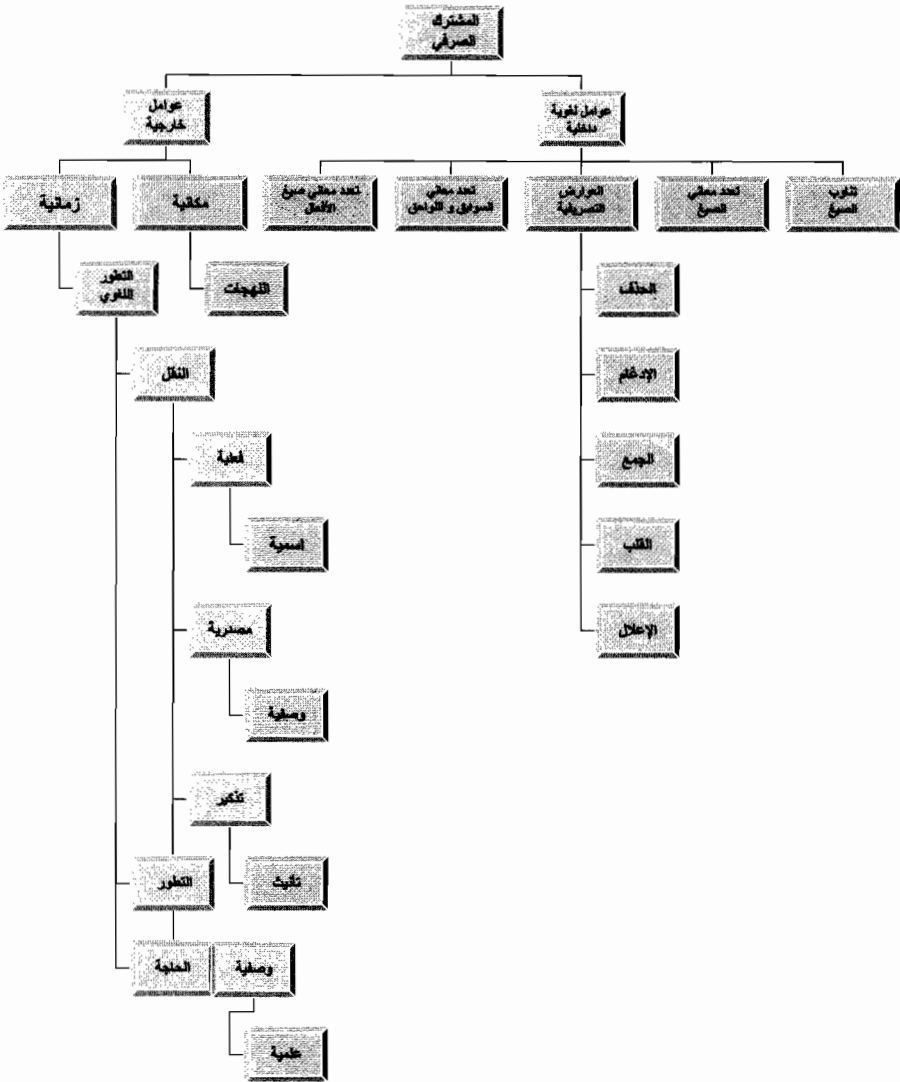 المشترك
الصرفي
عوامل لغوية
داخلية
عوامل
خارجية
تناوب
الصيغ
تعدد معاني
الصيغ
العوارض
التصريفية
تعدد معاني
السوابق و اللواحق
تعدد معاني صيغ
الأفعال
مكانية
زمانية
الحذف
الإدغام
الجمع
القلب
الإعلال
اللهجات
التطور
اللغوي
النقل
فعلية
إسمية
مصدرية
وصفية
تذكير
تأنيث
التطور
وصفية
الحاجة
علمية